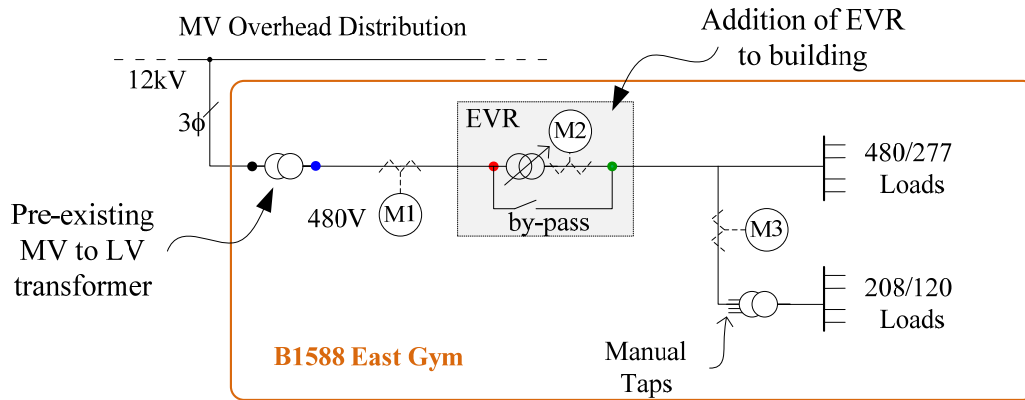 MV Overhead Distribution
Addition of EVR
to building
12kV
3ϕ
EVR
M2
480/277
Loads
Pre-existing
MV to LV
transformer
480V
M1
by-pass
M3
208/120
Loads
B1588 East Gym
Manual
Taps